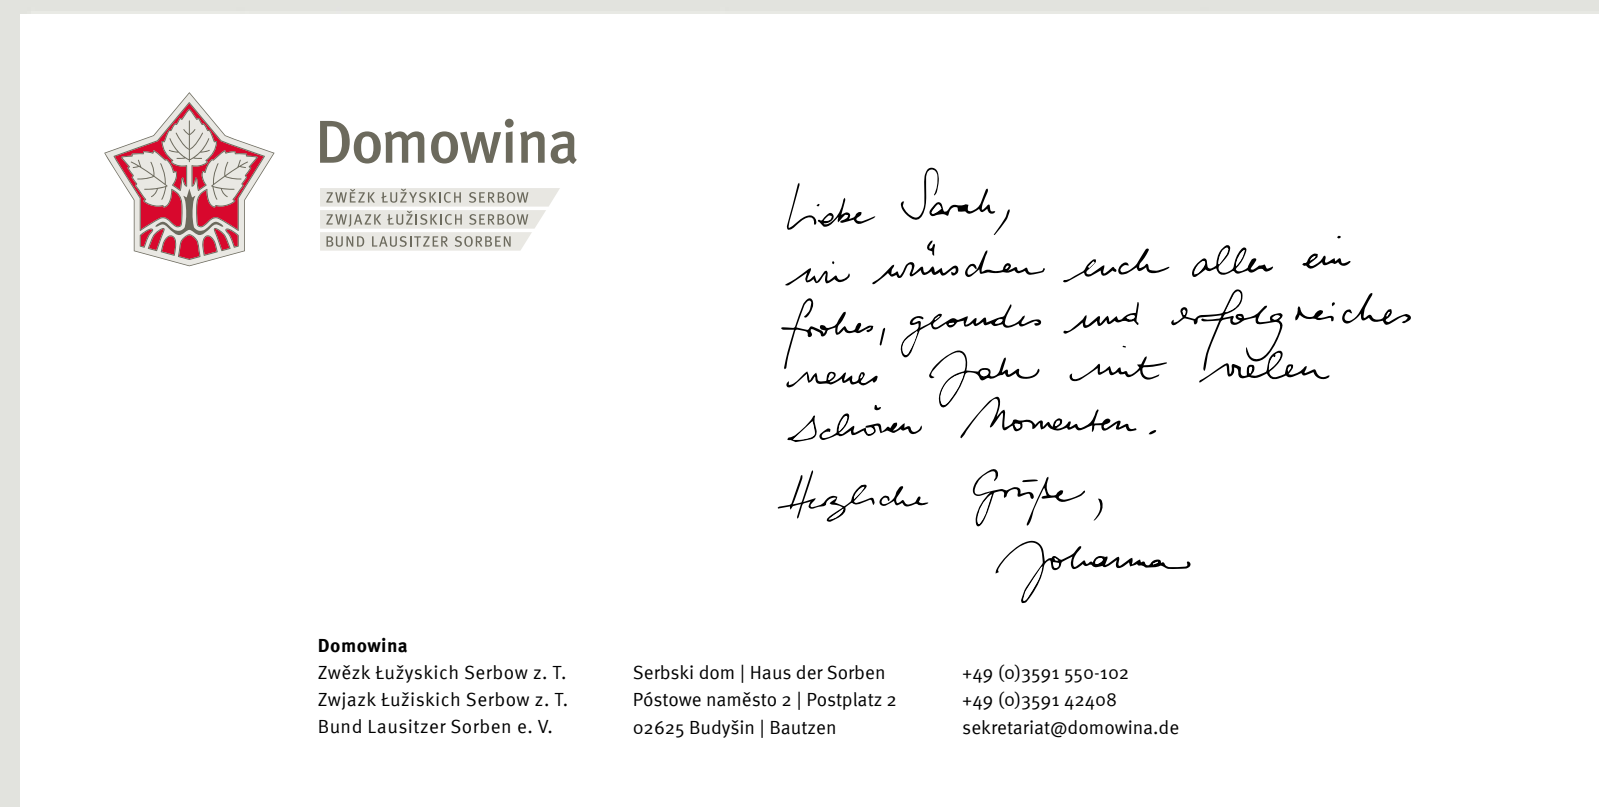 Domowina
ZWĚZK ŁUŽYSKICH SERBOW
ZWJAZK ŁUŽISKICH SERBOW
BUND LAUSITZER SORBEN
Liebe Sarah,
wir wünschen euch allen ein
frohes, gesundes und erfolgreiches
neues Jahr mit vielen
schönen Momenten.
Herzliche Grüße,
Johanna
Domowina
Zwězk Łužyskich Serbow z. T.
Zwjazk Łužiskich Serbow z. T.
Bund Lausitzer Sorben e. V.
Serbski dom | Haus der Sorben
Póstowe naměsto 2 | Postplatz 2
02625 Budyšin | Bautzen
+49 (0)3591 550-102
+49 (0)3591 42408
sekretariat@domowina.de